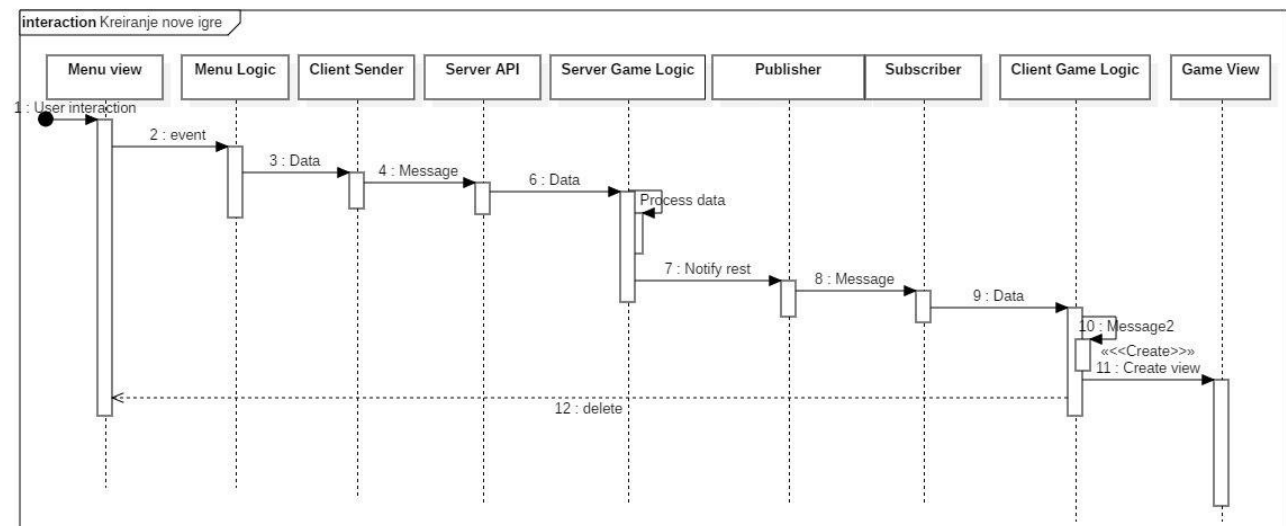 interaction Kreiranje nove igre
Menu view
Menu Logic
Client Sender
Server API
Server Game Logic
Publisher
Subscriber
Client Game Logic
Game View
1 : User interaction
2 : event
3 : Data
4 : Message
6 : Data
Process data
7 : Notify rest
8 : Message
9 : Data
10 : Message2
«<<Create>>»
11 : Create view
12 : delete